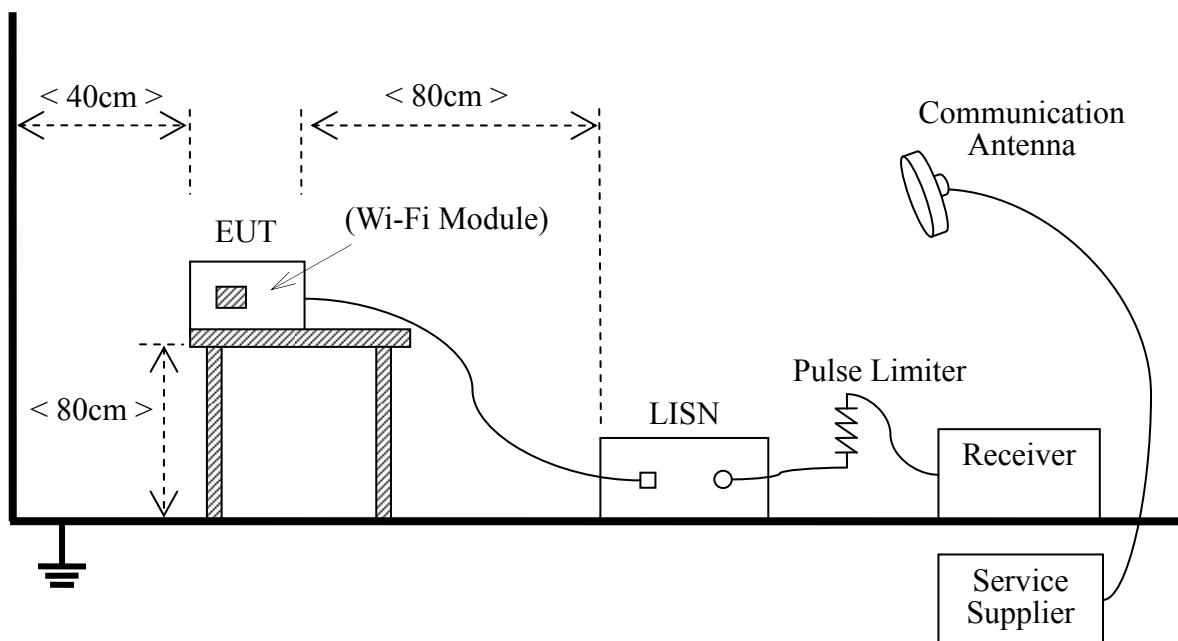 < 40cm >
< 80cm >
Communication
Antenna
(Wi-Fi Module)
EUT
Pulse Limiter
< 80cm >
LISN
Receiver
Service
Supplier